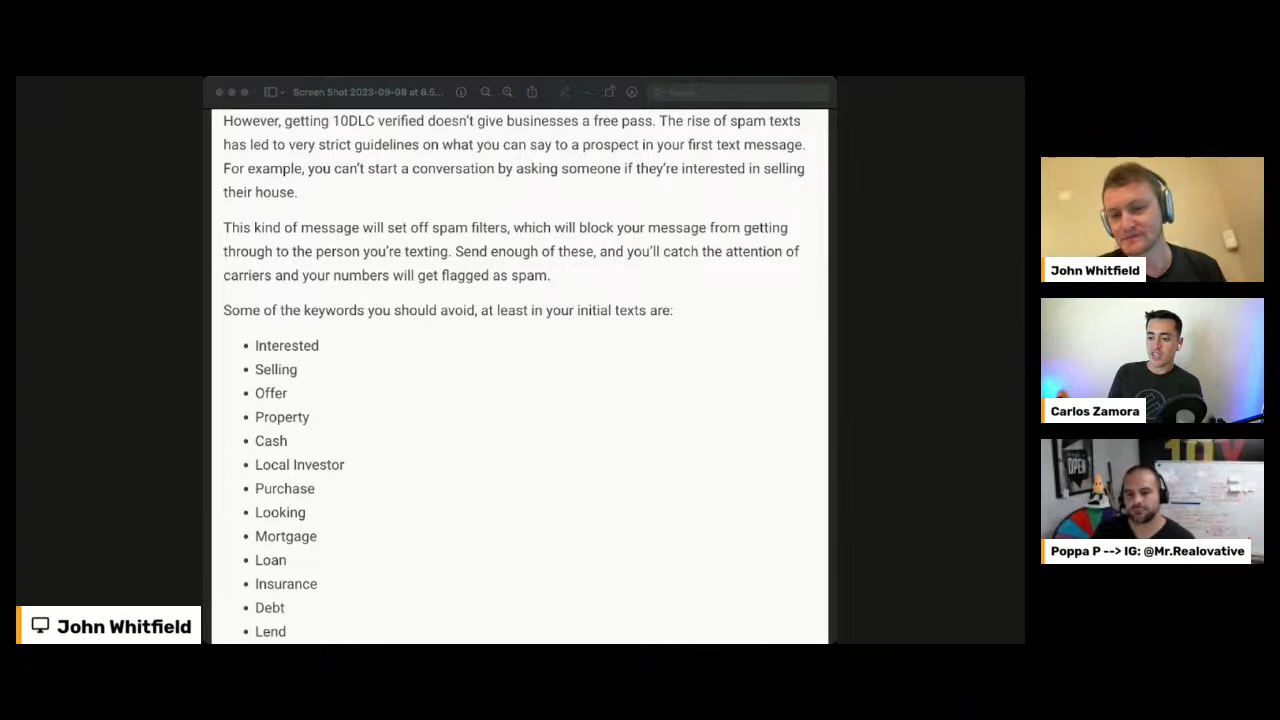 Screen Shot 2023-09-08 at 8.5...
However, getting 10DLC verified doesn't give businesses a free pass. The rise of spam texts
has led to very strict guidelines on what you can say to a prospect in your first text message.
For example, you can't start a conversation by asking someone if they're interested in selling
their house.
This kind of message will set off spam filters, which will block your message from getting
through to the person you're texting. Send enough of these, and you'll catch the attention of
carriers and your numbers will get flagged as spam.
Some of the keywords you should avoid, at least in your initial texts are:
• Interested
• Selling
• Offer
• Property
• Cash
• Local Investor
• Purchase
• Looking
• Mortgage
• Loan
• Insurance
• Debt
• Lend
John Whitfield
John Whitfield
Carlos Zamora
OPEN
Poppa P --> IG: @Mr.Realovative